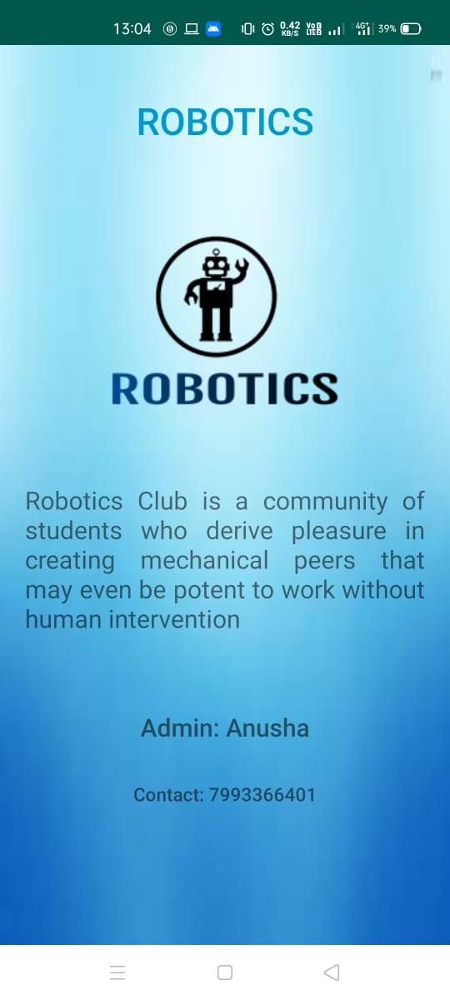 13:04 0.42 KB/S VoD LTE2 4G+ 39%
ROBOTICS
ROBOTICS
Robotics Club is a community of
students who derive pleasure in
creating mechanical peers that
may even be potent to work without
human intervention
Admin: Anusha
Contact: 7993366401